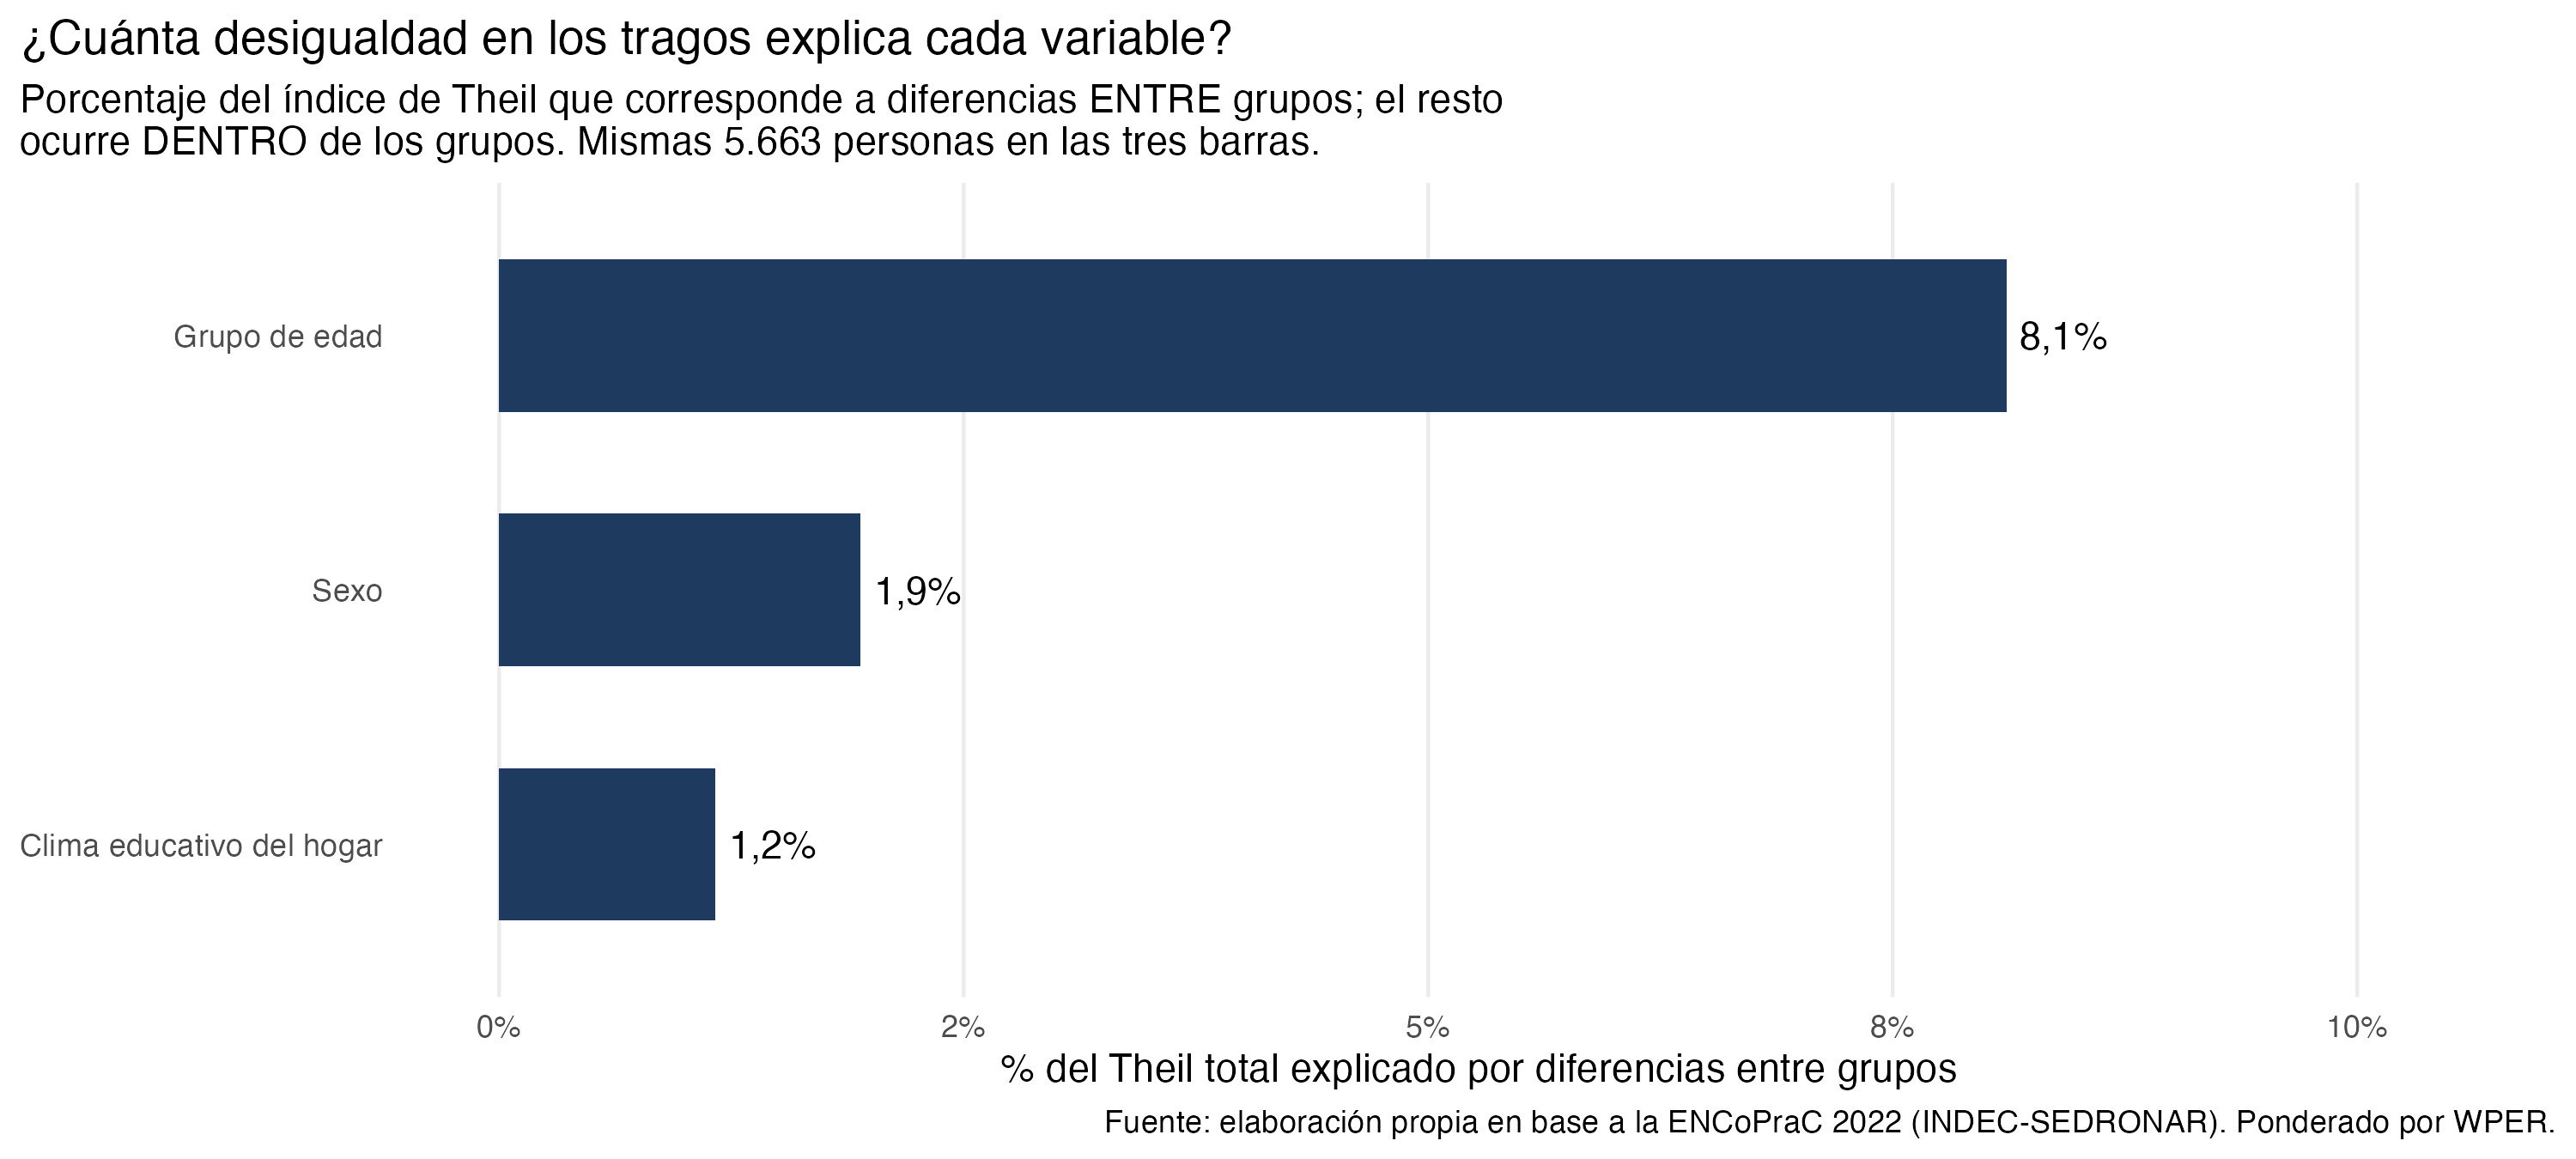 ¿Cuánta desigualdad en los tragos explica cada variable?
Porcentaje del índice de Theil que corresponde a diferencias ENTRE grupos; el resto
ocurre DENTRO de los grupos. Mismas 5.663 personas en las tres barras.
Grupo de edad
8,1%
Sexo
1,9%
Clima educativo del hogar
1,2%
0%
2%
5%
8%
10%
% del Theil total explicado por diferencias entre grupos
Fuente: elaboración propia en base a la ENCoPraC 2022 (INDEC-SEDRONAR). Ponderado por WPER.